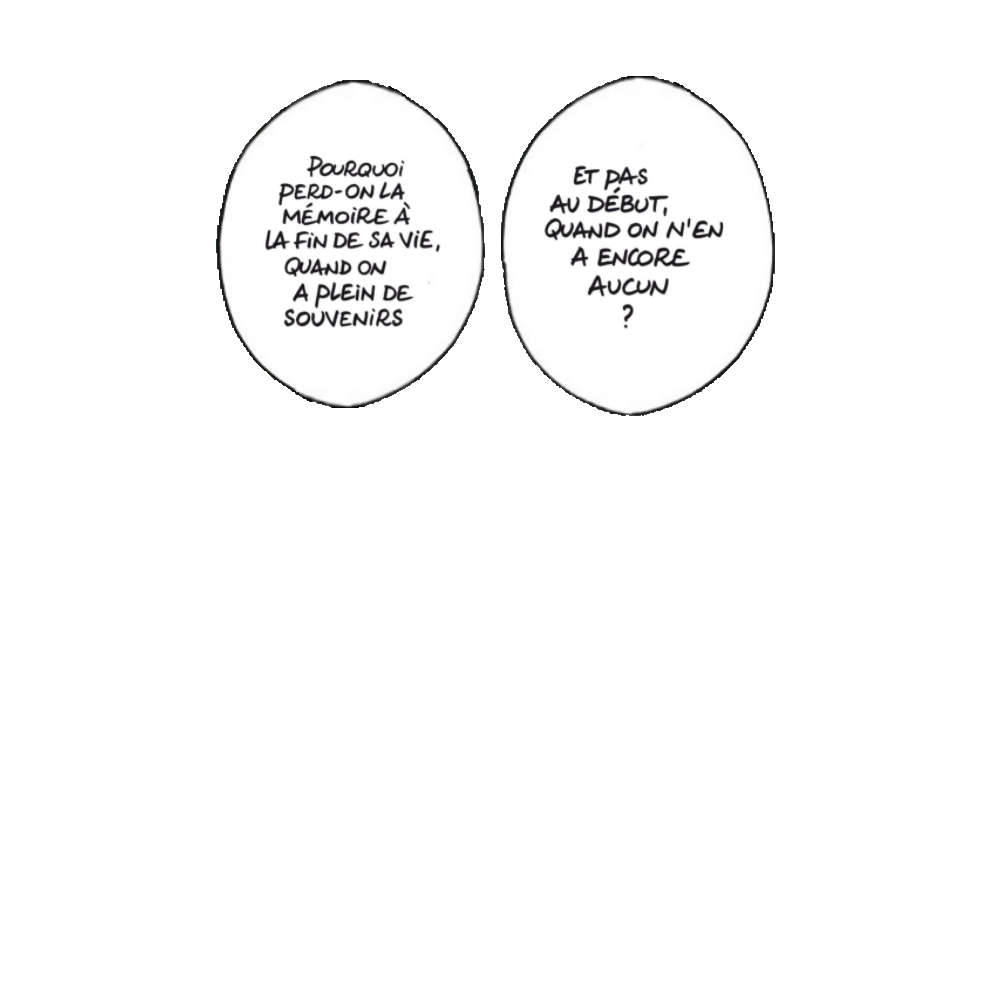 POURQUOI
PERD-ON LA
MÉMOIRE À
LA FIN DE SA VIE,
QUAND ON
A PLEIN DE
SOUVENIRS
ET PAS
AU DÉBUT,
QUAND ON N'EN
A ENCORE
AUCUN
?